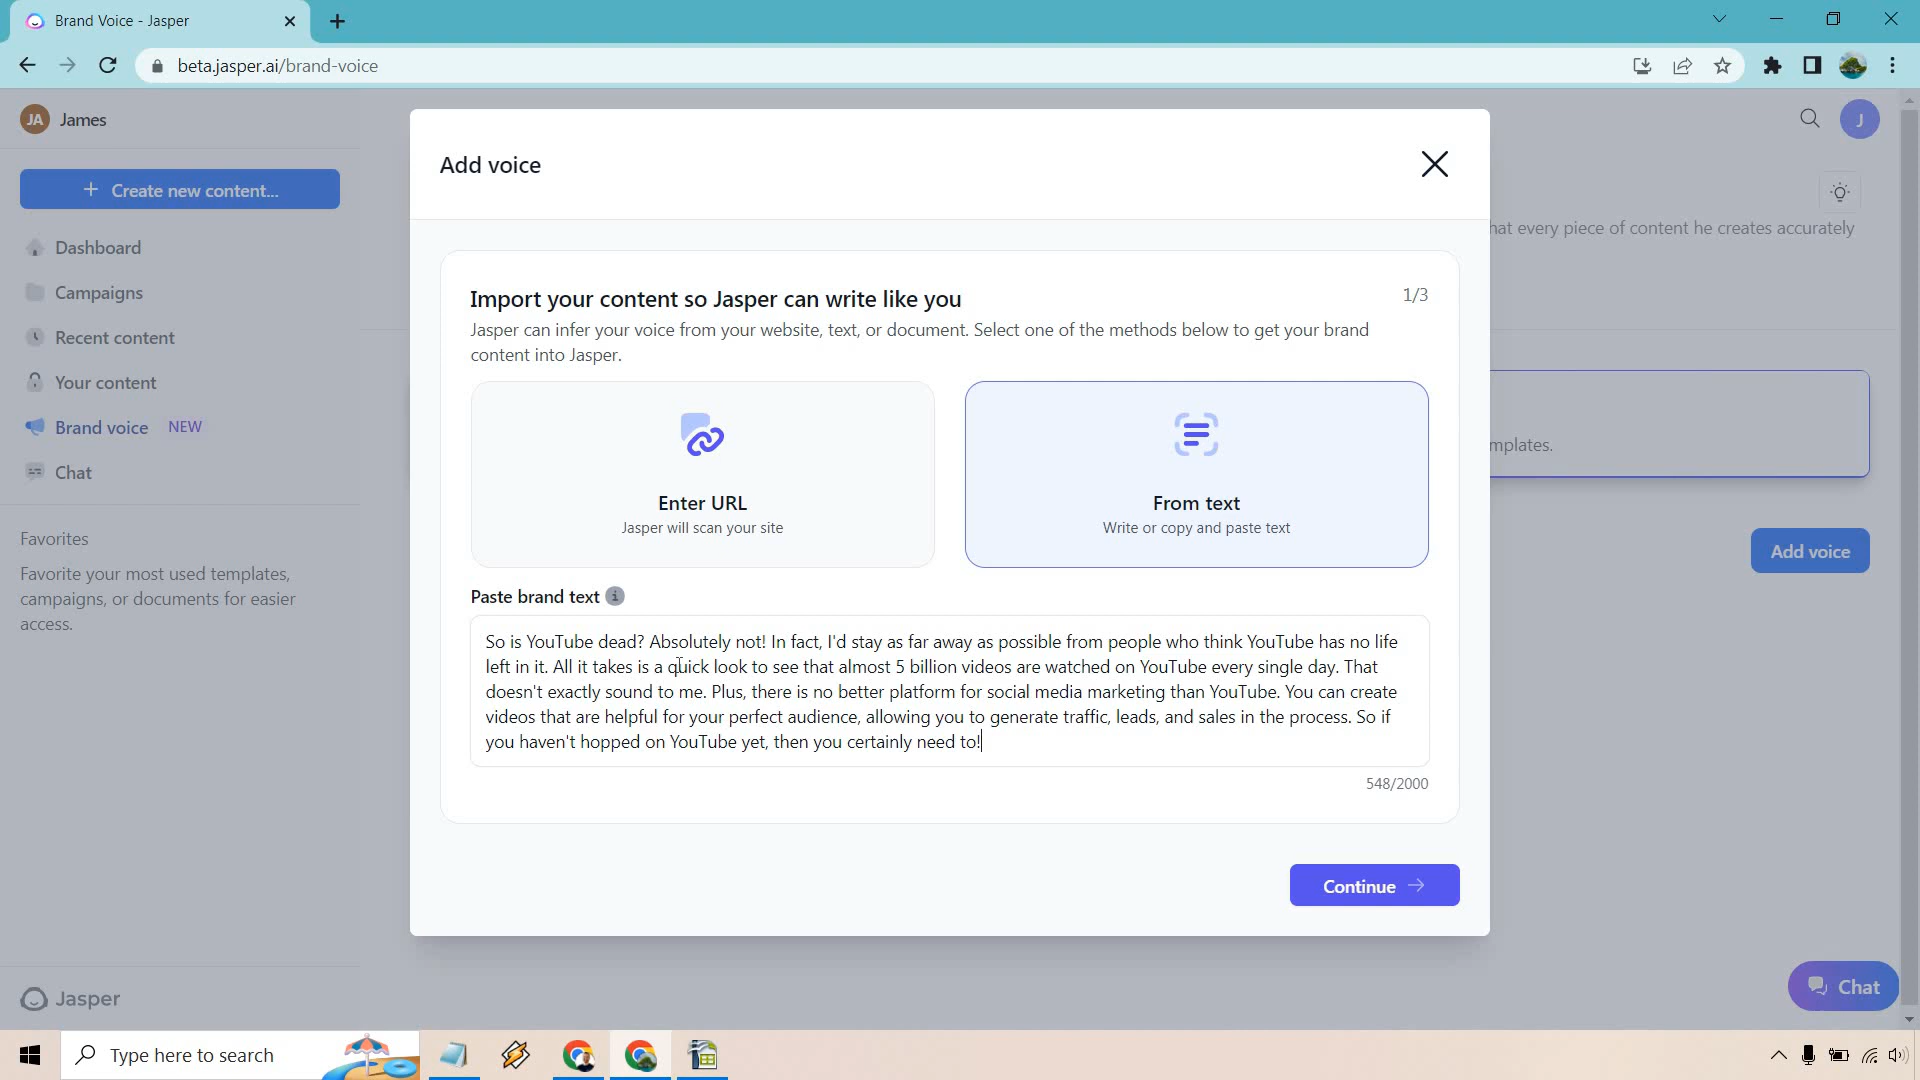 Brand Voice - Jasper
beta.jasper.ai/brand-voice
JA James
J
+ Create new content...
Dashboard
Campaigns
Recent content
Your content
Brand voice NEW
Chat
Favorites
Favorite your most used templates,
campaigns, or documents for easier
access.
Jasper
hat every piece of content he creates accurately
mplates.
Add voice
Chat
Add voice
Import your content so Jasper can write like you
1/3
Jasper can infer your voice from your website, text, or document. Select one of the methods below to get your brand
content into Jasper.
Enter URL
Jasper will scan your site
From text
Write or copy and paste text
Paste brand text
So is YouTube dead? Absolutely not! In fact, I'd stay as far away as possible from people who think YouTube has no life
left in it. All it takes is a quick look to see that almost 5 billion videos are watched on YouTube every single day. That
doesn't exactly sound to me. Plus, there is no better platform for social media marketing than YouTube. You can create
videos that are helpful for your perfect audience, allowing you to generate traffic, leads, and sales in the process. So if
you haven't hopped on YouTube yet, then you certainly need to!
548/2000
Continue
Type here to search